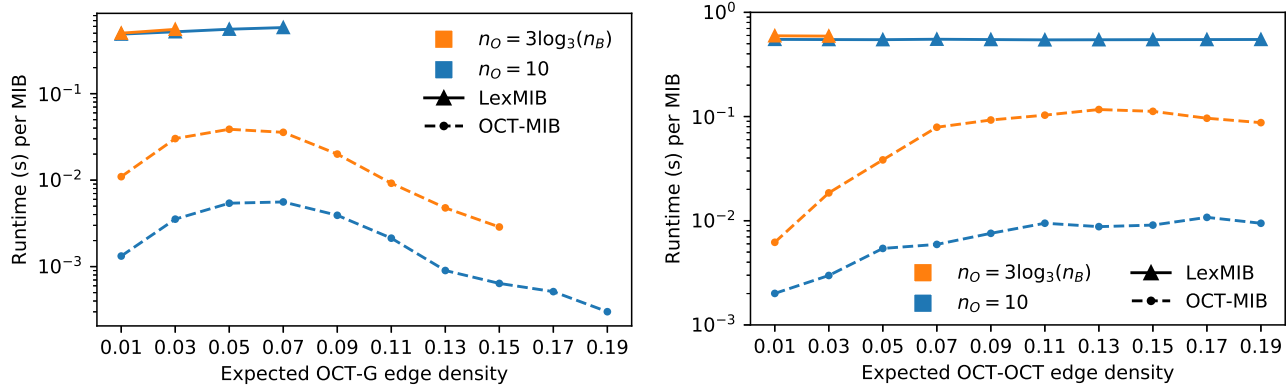 Runtime (s) per MIB
10⁻¹
10⁻²
10⁻³
n_O = 3log₃(n_B)
n_O = 10
LexMIB
OCT-MIB
0.01 0.03 0.05 0.07 0.09 0.11 0.13 0.15 0.17 0.19
Expected OCT-G edge density
Runtime (s) per MIB
10⁰
10⁻¹
10⁻²
10⁻³
n_O = 3log₃(n_B)
n_O = 10
LexMIB
OCT-MIB
0.01 0.03 0.05 0.07 0.09 0.11 0.13 0.15 0.17 0.19
Expected OCT-OCT edge density